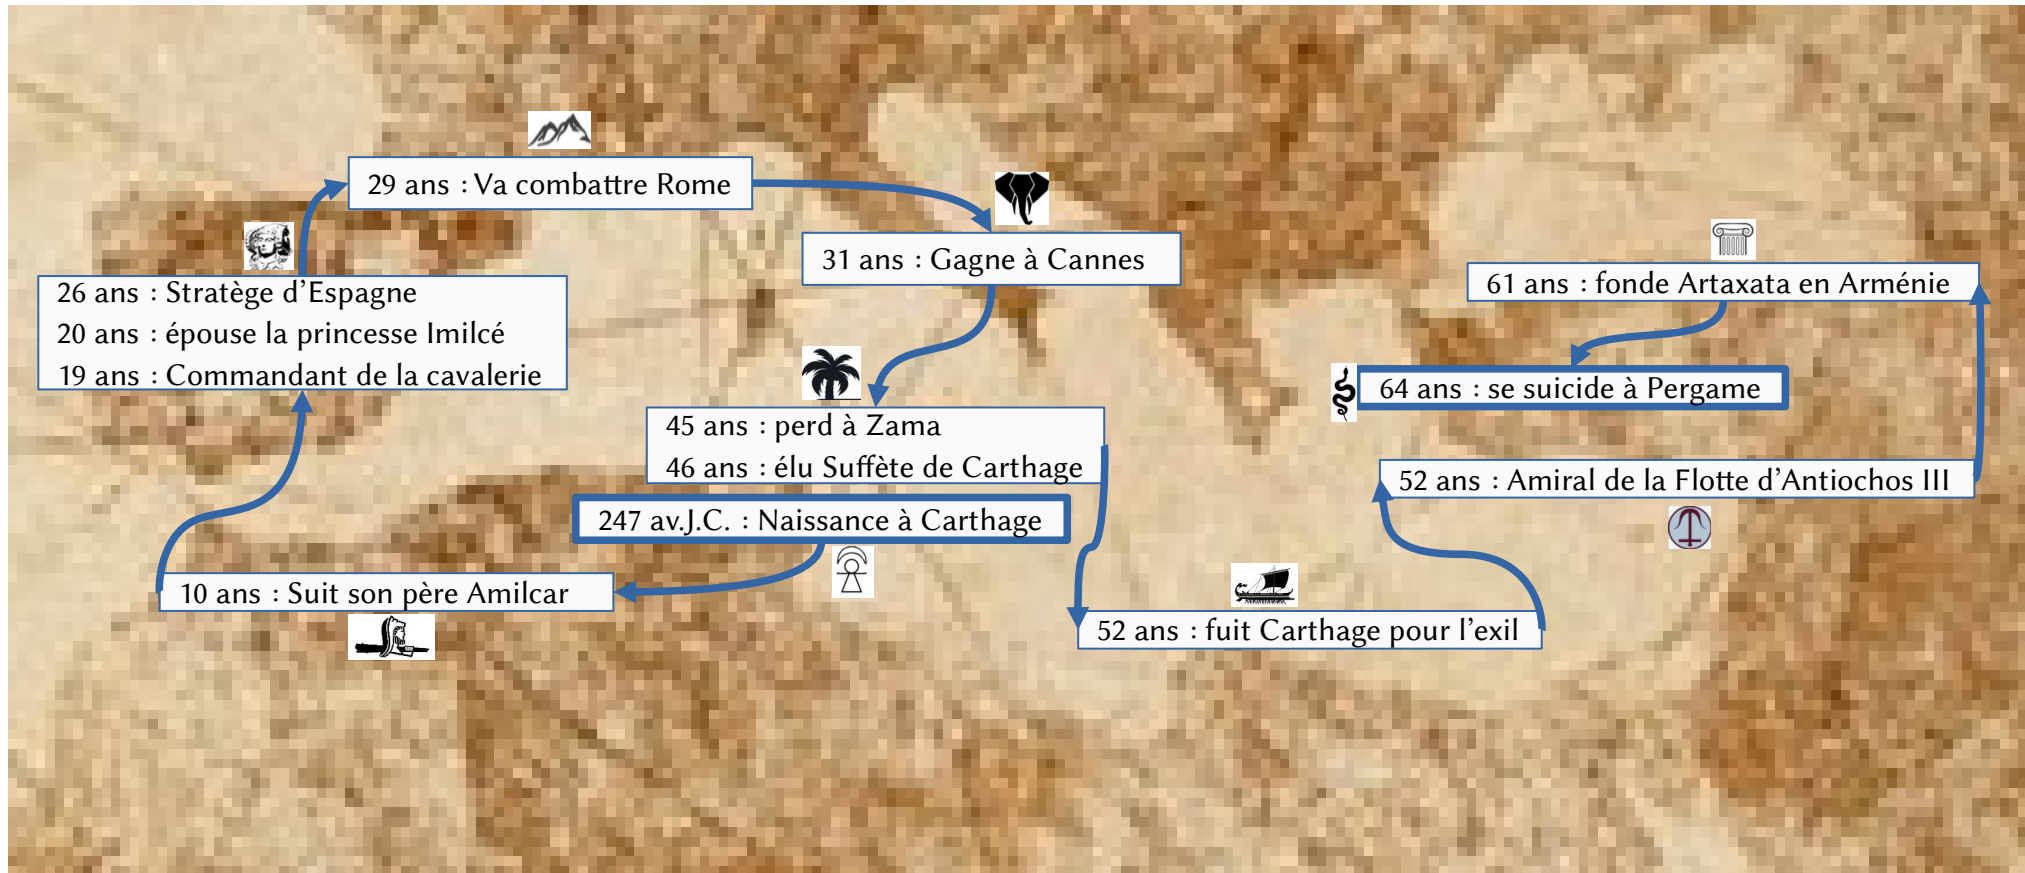 29 ans : Va combattre Rome
31 ans : Gagne à Cannes
61 ans : fonde Artaxata en Arménie
26 ans : Stratège d'Espagne
20 ans : épouse la princesse Imilcé
19 ans : Commandant de la cavalerie
64 ans : se suicide à Pergame
45 ans : perd à Zama
46 ans : élu Suffète de Carthage
52 ans : Amiral de la Flotte d'Antiochos III
247 av.J.C. : Naissance à Carthage
10 ans : Suit son père Amilcar
52 ans : fuit Carthage pour l'exil